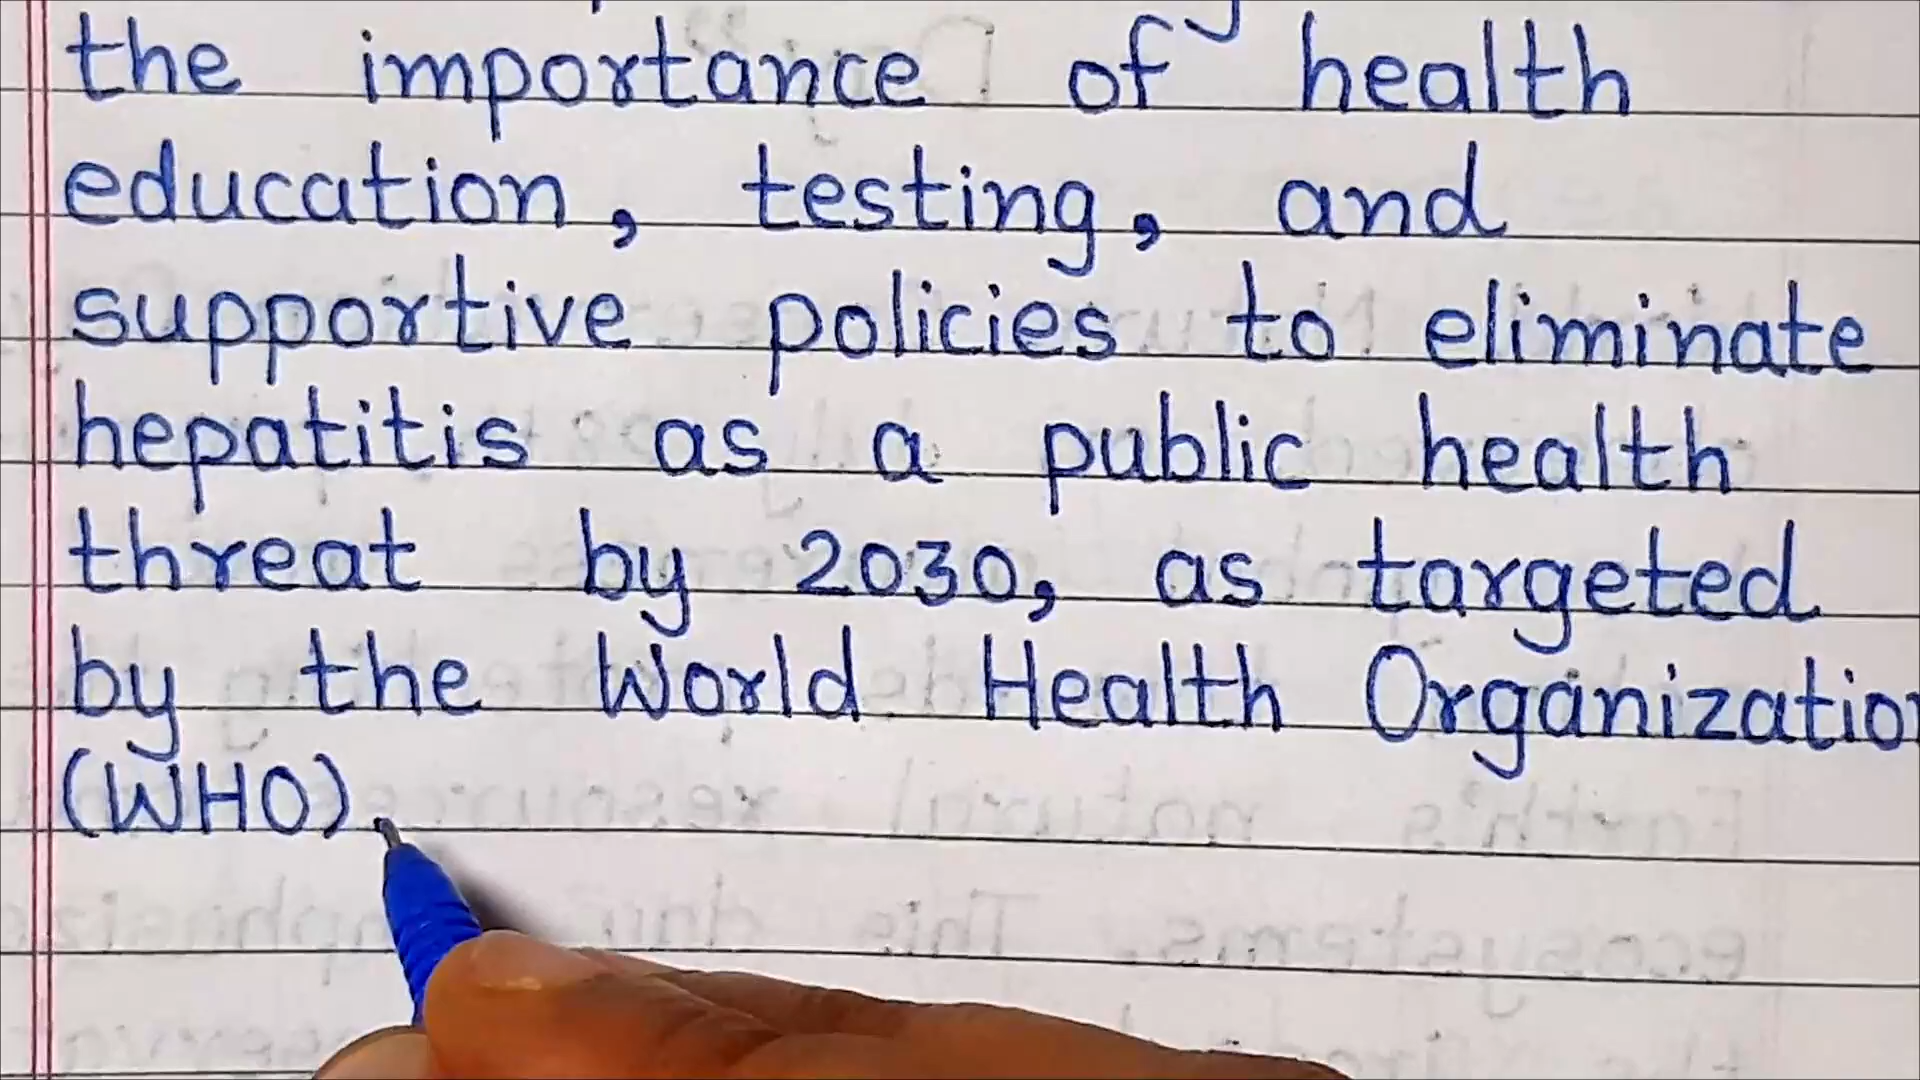 the importance of health
education, testing, and
supportive policies to eliminate
hepatitis as a public health
threat by 2030, as targeted
by the World Health Organizatio
(WHO).